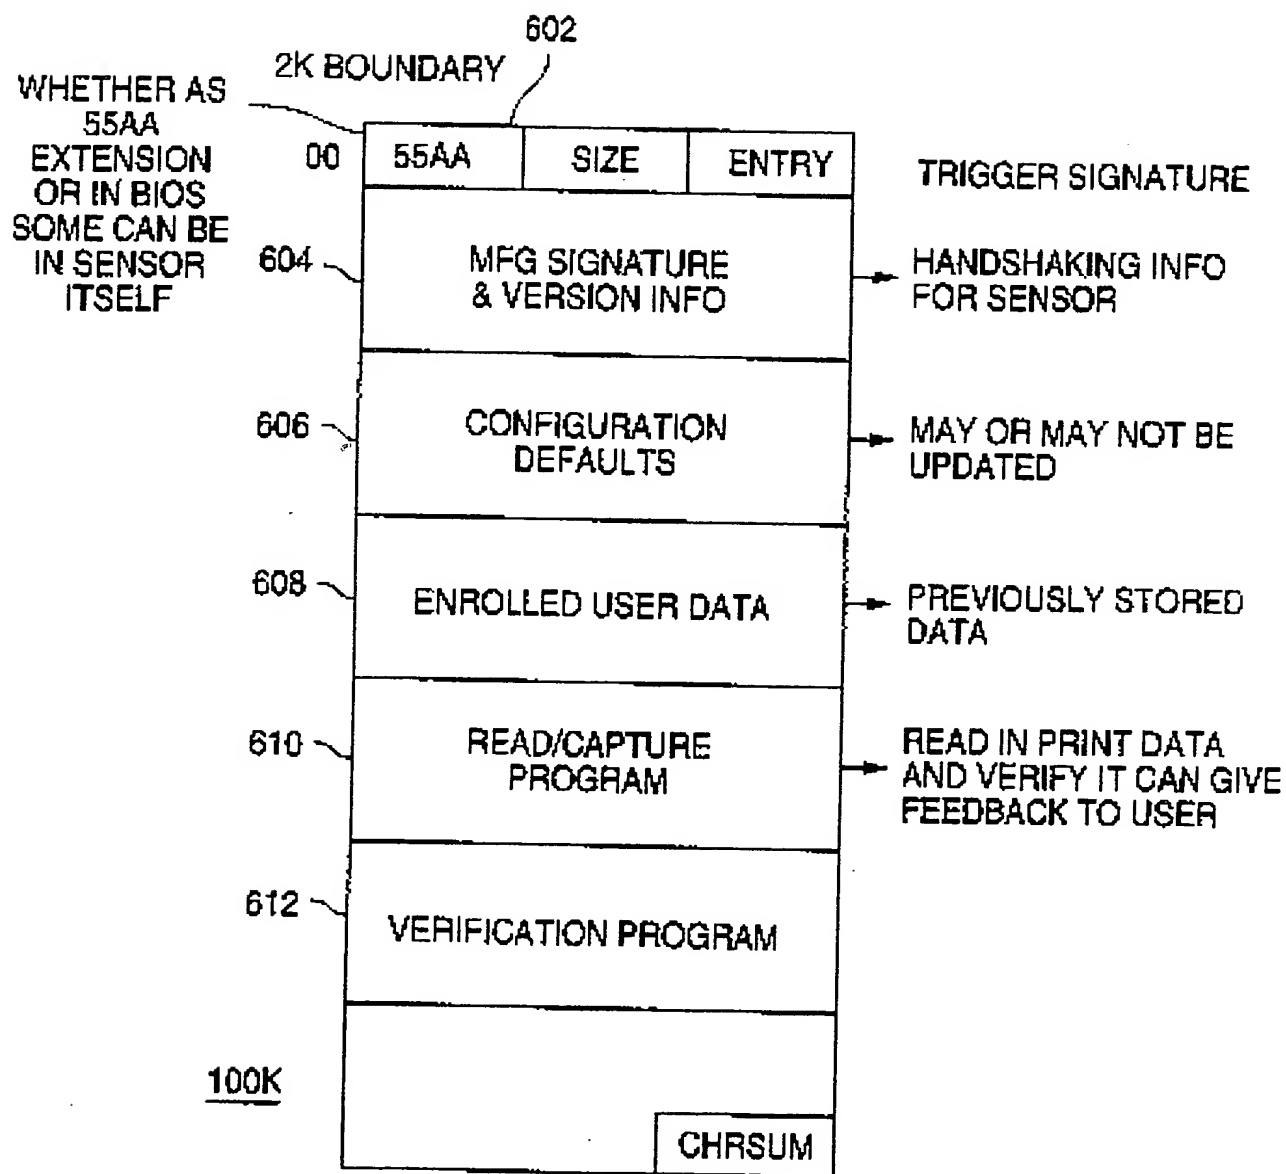 602
2K BOUNDARY
WHETHER AS
55AA
EXTENSION
OR IN BIOS
SOME CAN BE
IN SENSOR
ITSELF
00
55AA
SIZE
ENTRY
TRIGGER SIGNATURE
604
MFG SIGNATURE
& VERSION INFO
HANDSHAKING INFO
FOR SENSOR
606
CONFIGURATION
DEFAULTS
MAY OR MAY NOT BE
UPDATED
608
ENROLLED USER DATA
PREVIOUSLY STORED
DATA
610
READ/CAPTURE
PROGRAM
READ IN PRINT DATA
AND VERIFY IT CAN GIVE
FEEDBACK TO USER
612
VERIFICATION PROGRAM
100K
CHRSUM